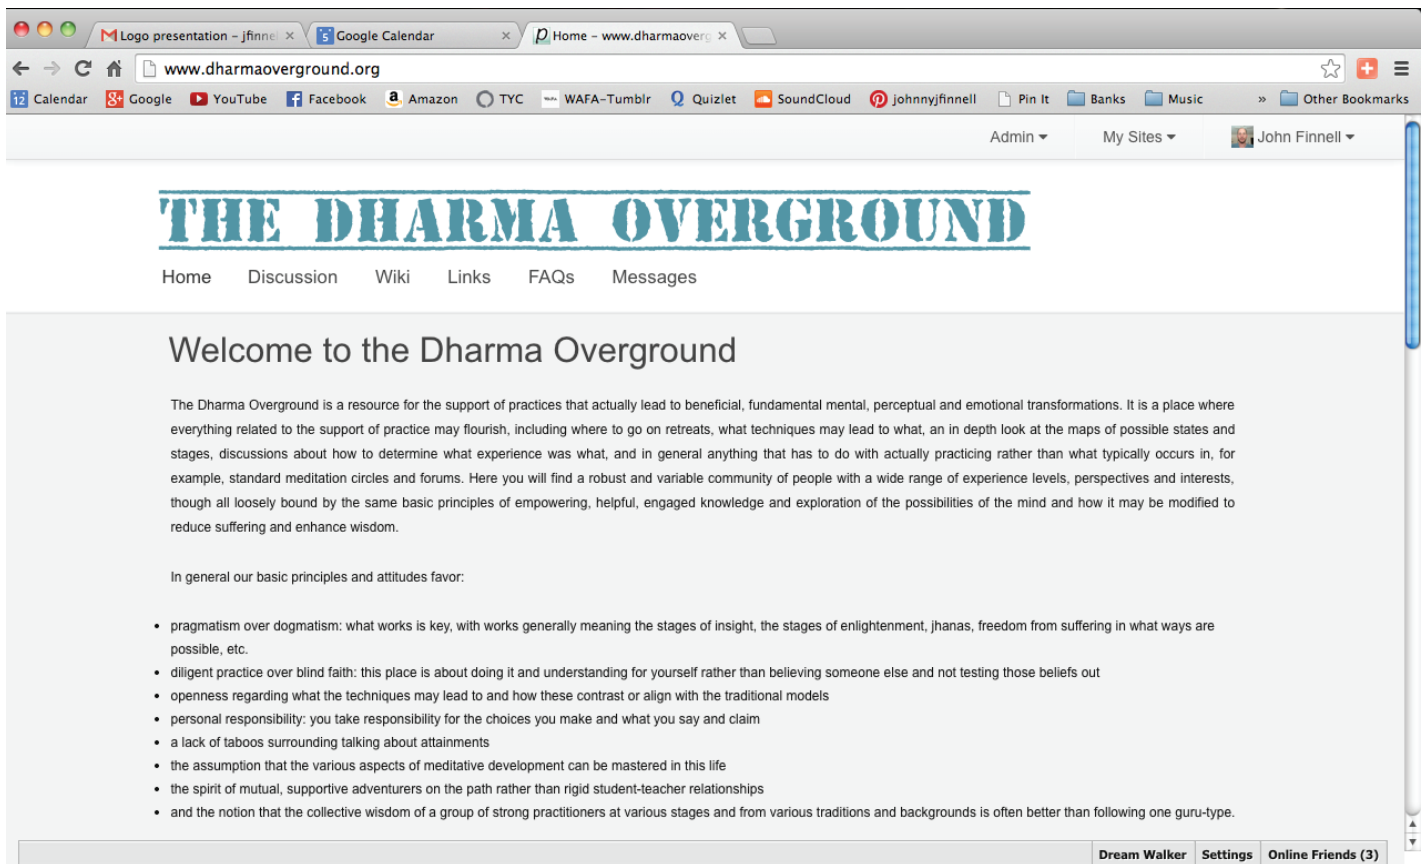 Logo presentation – jfinne
Google Calendar
Home – www.dharmaoverg
www.dharmaoverground.org
12 Calendar
Google
YouTube
Facebook
Amazon
TYC
WAFA-Tumblr
Quizlet
SoundCloud
johnnyjfinnell
Pin It
Banks
Music
» Other Bookmarks
Admin
My Sites
John Finnell
THE DHARMA OVERGROUND
Home Discussion Wiki Links FAQs Messages
Welcome to the Dharma Overground
The Dharma Overground is a resource for the support of practices that actually lead to beneficial, fundamental mental, perceptual and emotional transformations. It is a place where
everything related to the support of practice may flourish, including where to go on retreats, what techniques may lead to what, an in depth look at the maps of possible states and
stages, discussions about how to determine what experience was what, and in general anything that has to do with actually practicing rather than what typically occurs in, for
example, standard meditation circles and forums. Here you will find a robust and variable community of people with a wide range of experience levels, perspectives and interests,
though all loosely bound by the same basic principles of empowering, helpful, engaged knowledge and exploration of the possibilities of the mind and how it may be modified to
reduce suffering and enhance wisdom.
In general our basic principles and attitudes favor:
• pragmatism over dogmatism: what works is key, with works generally meaning the stages of insight, the stages of enlightenment, jhanas, freedom from suffering in what ways are
possible, etc.
• diligent practice over blind faith: this place is about doing it and understanding for yourself rather than believing someone else and not testing those beliefs out
• openness regarding what the techniques may lead to and how these contrast or align with the traditional models
• personal responsibility: you take responsibility for the choices you make and what you say and claim
• a lack of taboos surrounding talking about attainments
• the assumption that the various aspects of meditative development can be mastered in this life
• the spirit of mutual, supportive adventurers on the path rather than rigid student-teacher relationships
• and the notion that the collective wisdom of a group of strong practitioners at various stages and from various traditions and backgrounds is often better than following one guru-type.
Dream Walker Settings Online Friends (3)